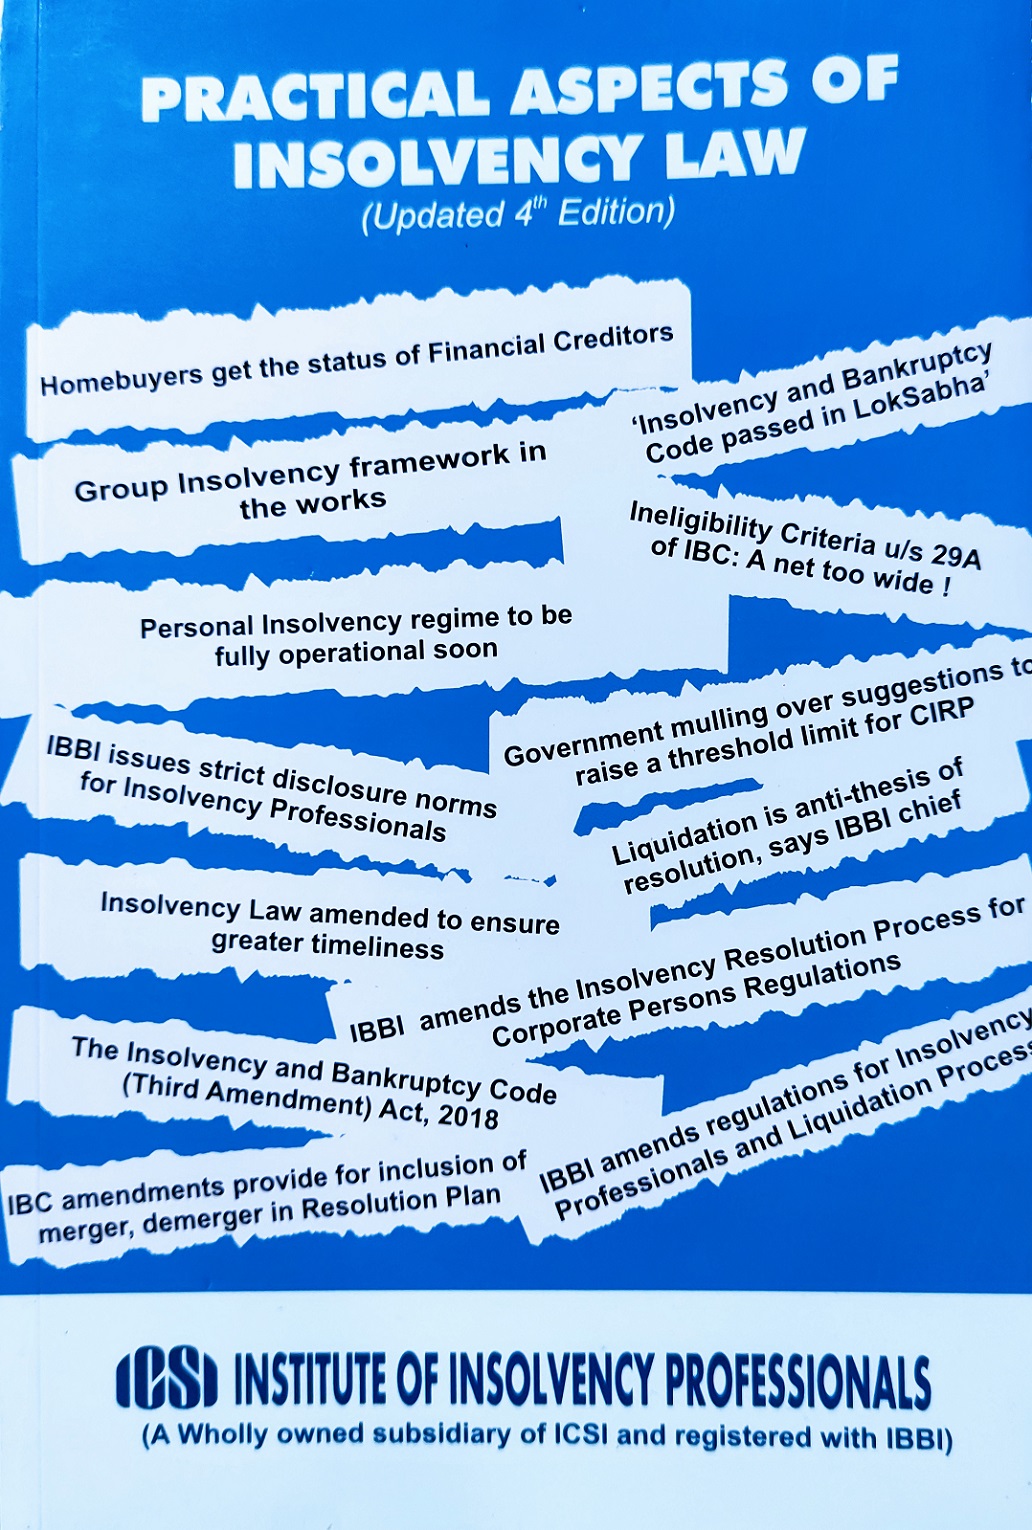 PRACTICAL ASPECTS OF
INSOLVENCY LAW
(Updated 4th Edition)
Homebuyers get the status of Financial Creditors
'Insolvency and Bankruptcy
Code passed in LokSabha'
Group Insolvency framework in
the works
Ineligibility Criteria u/s 29A
of IBC: A net too wide !
Personal Insolvency regime to be
fully operational soon
Government mulling over suggestions to
raise a threshold limit for CIRP
IBBI issues strict disclosure norms
for Insolvency Professionals
Liquidation is anti-thesis of
resolution, says IBBI chief
Insolvency Law amended to ensure
greater timeliness
IBBI amends the Insolvency Resolution Process for
Corporate Persons Regulations
The Insolvency and Bankruptcy Code
(Third Amendment) Act, 2018
IBBI amends regulations for Insolvency
Professionals and Liquidation Process
IBC amendments provide for inclusion of
merger, demerger in Resolution Plan
ICSI INSTITUTE OF INSOLVENCY PROFESSIONALS
(A Wholly owned subsidiary of ICSI and registered with IBBI)